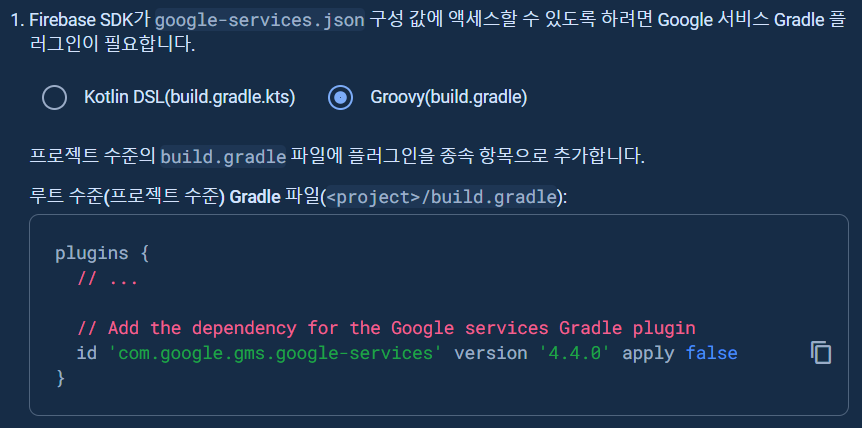 1. Firebase SDK가 google-services.json 구성 값에 액세스할 수 있도록 하려면 Google 서비스 Gradle 플
러그인이 필요합니다.
Kotlin DSL(build.gradle.kts) Groovy(build.gradle)
프로젝트 수준의 build.gradle 파일에 플러그인을 종속 항목으로 추가합니다.
루트 수준(프로젝트 수준) Gradle 파일(<project>/build.gradle):
plugins {
// ...
// Add the dependency for the Google services Gradle plugin
id 'com.google.gms.google-services' version '4.4.0' apply false
}